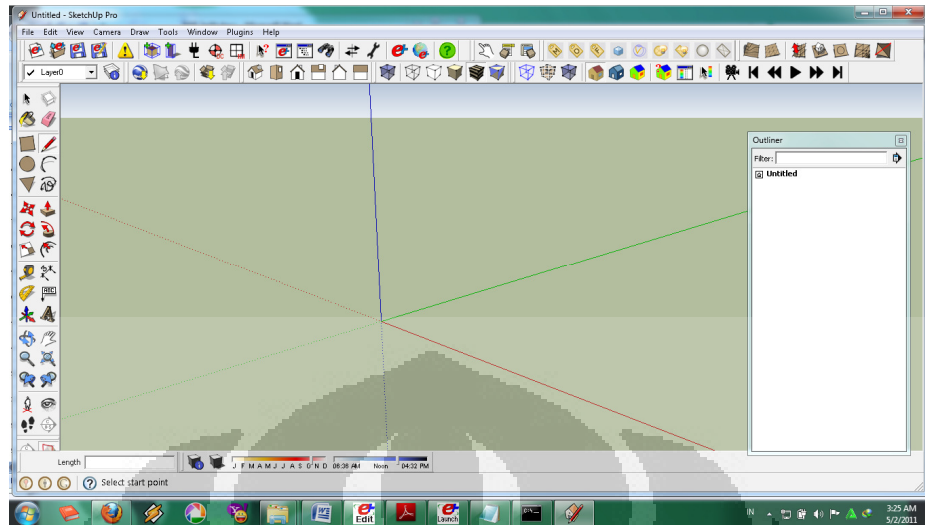 Untitled - SketchUp Pro
File Edit View Camera Draw Tools Window Plugins Help
Layer0
Outliner
Filter:
Untitled
ABC
Length
J F M A M J J A S O N D 06:36 AM Noon 04:32 PM
Select start point
Edit
Launch
IN
3:25 AM
5/2/2011